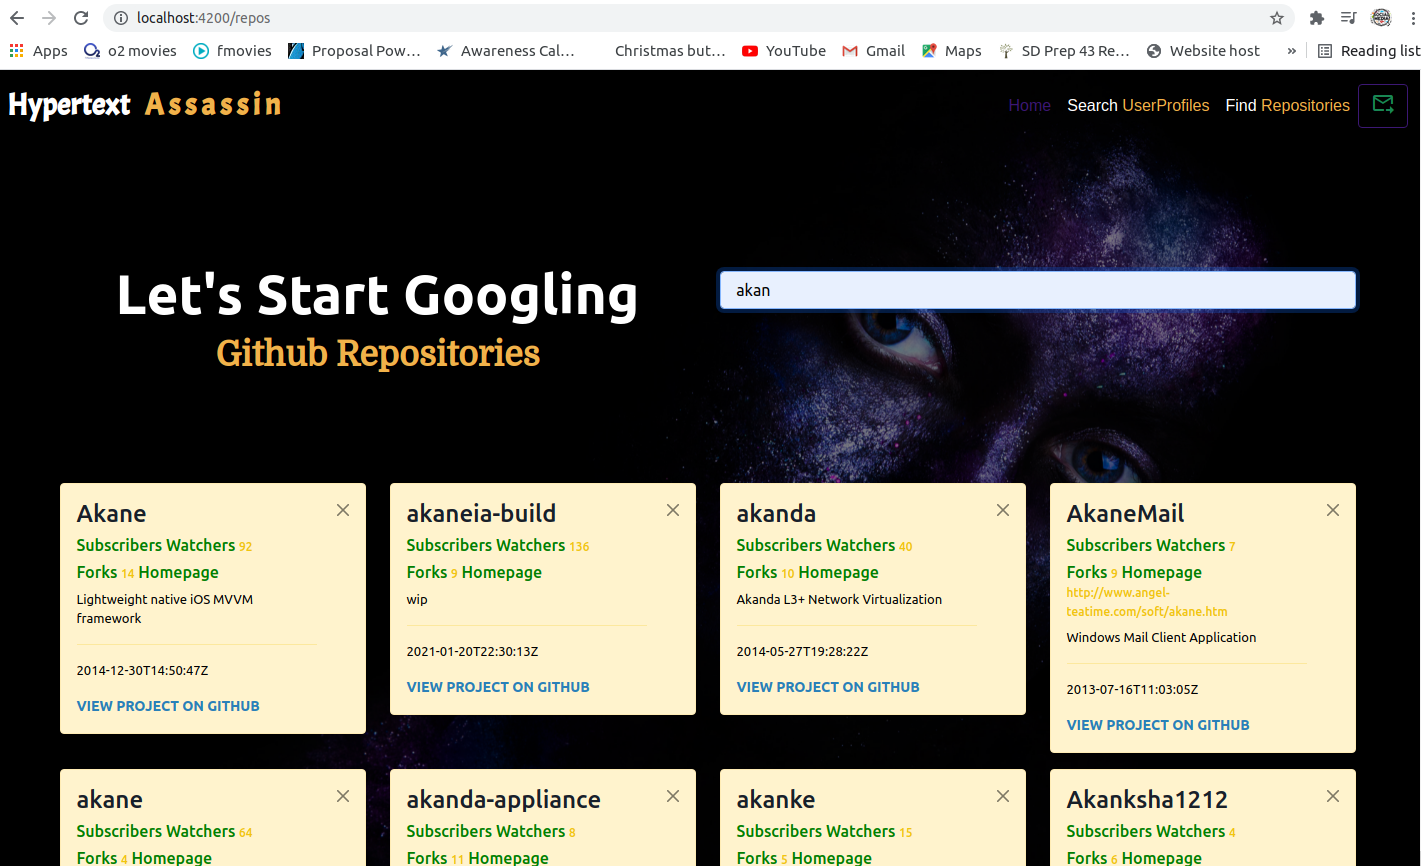 localhost:4200/repos
Apps o2 movies fmovies Proposal Pow... Awareness Cal... Christmas but... YouTube Gmail Maps SD Prep 43 Re... Website host » Reading list
Hypertext Assassin Home Search UserProfiles Find Repositories
Let's Start Googling
Github Repositories
akan
Akane
Subscribers Watchers 92
Forks 14 Homepage
Lightweight native iOS MVVM
framework
2014-12-30T14:50:47Z
VIEW PROJECT ON GITHUB
akaneia-build
Subscribers Watchers 136
Forks 9 Homepage
wip
2021-01-20T22:30:13Z
VIEW PROJECT ON GITHUB
akanda
Subscribers Watchers 40
Forks 10 Homepage
Akanda L3+ Network Virtualization
2014-05-27T19:28:22Z
VIEW PROJECT ON GITHUB
AkaneMail
Subscribers Watchers 7
Forks 9 Homepage
http://www.angel-
teatime.com/soft/akane.htm
Windows Mail Client Application
2013-07-16T11:03:05Z
VIEW PROJECT ON GITHUB
akane
Subscribers Watchers 64
Forks 4 Homepage
akanda-appliance
Subscribers Watchers 8
Forks 11 Homepage
akanke
Subscribers Watchers 15
Forks 5 Homepage
Akanksha1212
Subscribers Watchers 4
Forks 6 Homepage